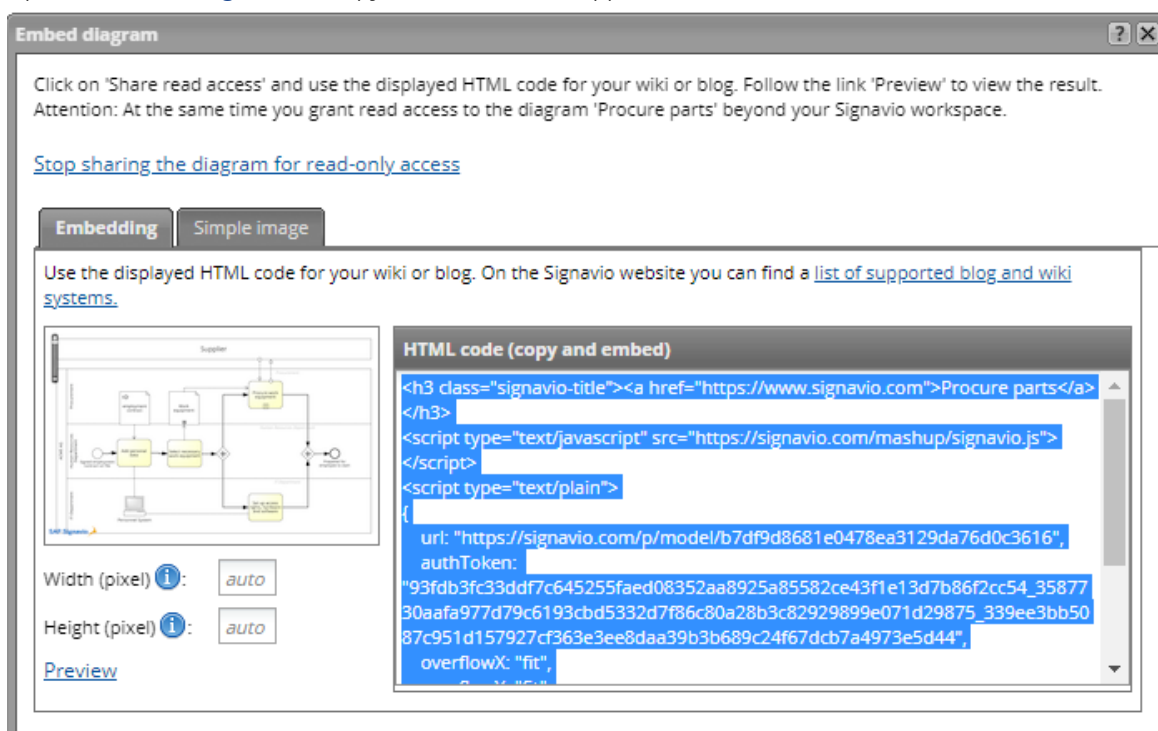 Embed diagram
Click on 'Share read access' and use the displayed HTML code for your wiki or blog. Follow the link 'Preview' to view the result.
Attention: At the same time you grant read access to the diagram 'Procure parts' beyond your Signavio workspace.
Stop sharing the diagram for read-only access
Embedding Simple image
Use the displayed HTML code for your wiki or blog. On the Signavio website you can find a list of supported blog and wiki
systems.
Supplier
SAP Signavio
Width (pixel) : auto
Height (pixel) : auto
Preview
HTML code (copy and embed)
<h3 class="signavio-title"><a href="https://www.signavio.com">Procure parts</a>
</h3>
<script type="text/javascript" src="https://signavio.com/mashup/signavio.js">
</script>
<script type="text/plain">
{
url: "https://signavio.com/p/model/b7df9d8681e0478ea3129da76d0c3616",
authToken:
"93fdb3fc33ddf7c645255faed08352aa8925a85582ce43f1e13d7b86f2cc54_35877
30aafa977d79c6193cbd5332d7f86c80a28b3c82929899e071d29875_339ee3bb50
87c951d157927cf363e3ee8daa39b3b689c24f67dcb7a4973e5d44",
overflowX: "fit",